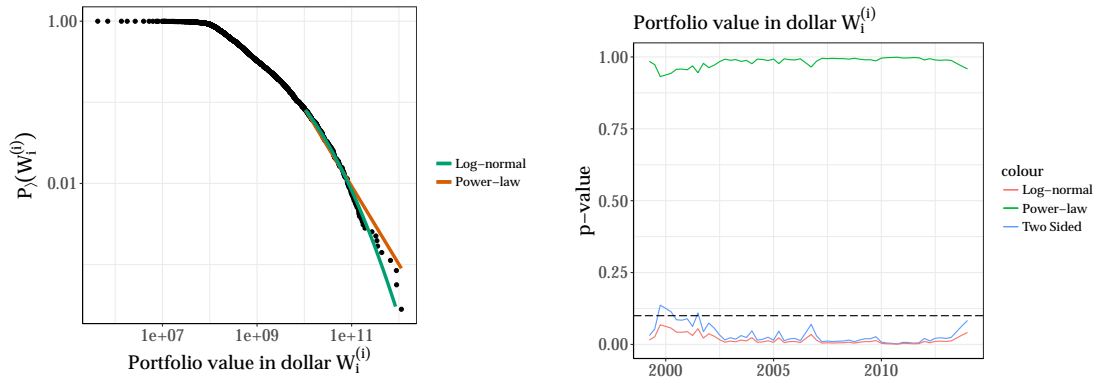 1.00
0.01
P⟩(W_i^(i))
1e+07
1e+09
1e+11
Portfolio value in dollar W_i^(i)
Log−normal
Power−law
Portfolio value in dollar W_i^(i)
1.00
0.75
0.50
0.25
0.00
p−value
2000
2005
2010
colour
Log−normal
Power−law
Two Sided